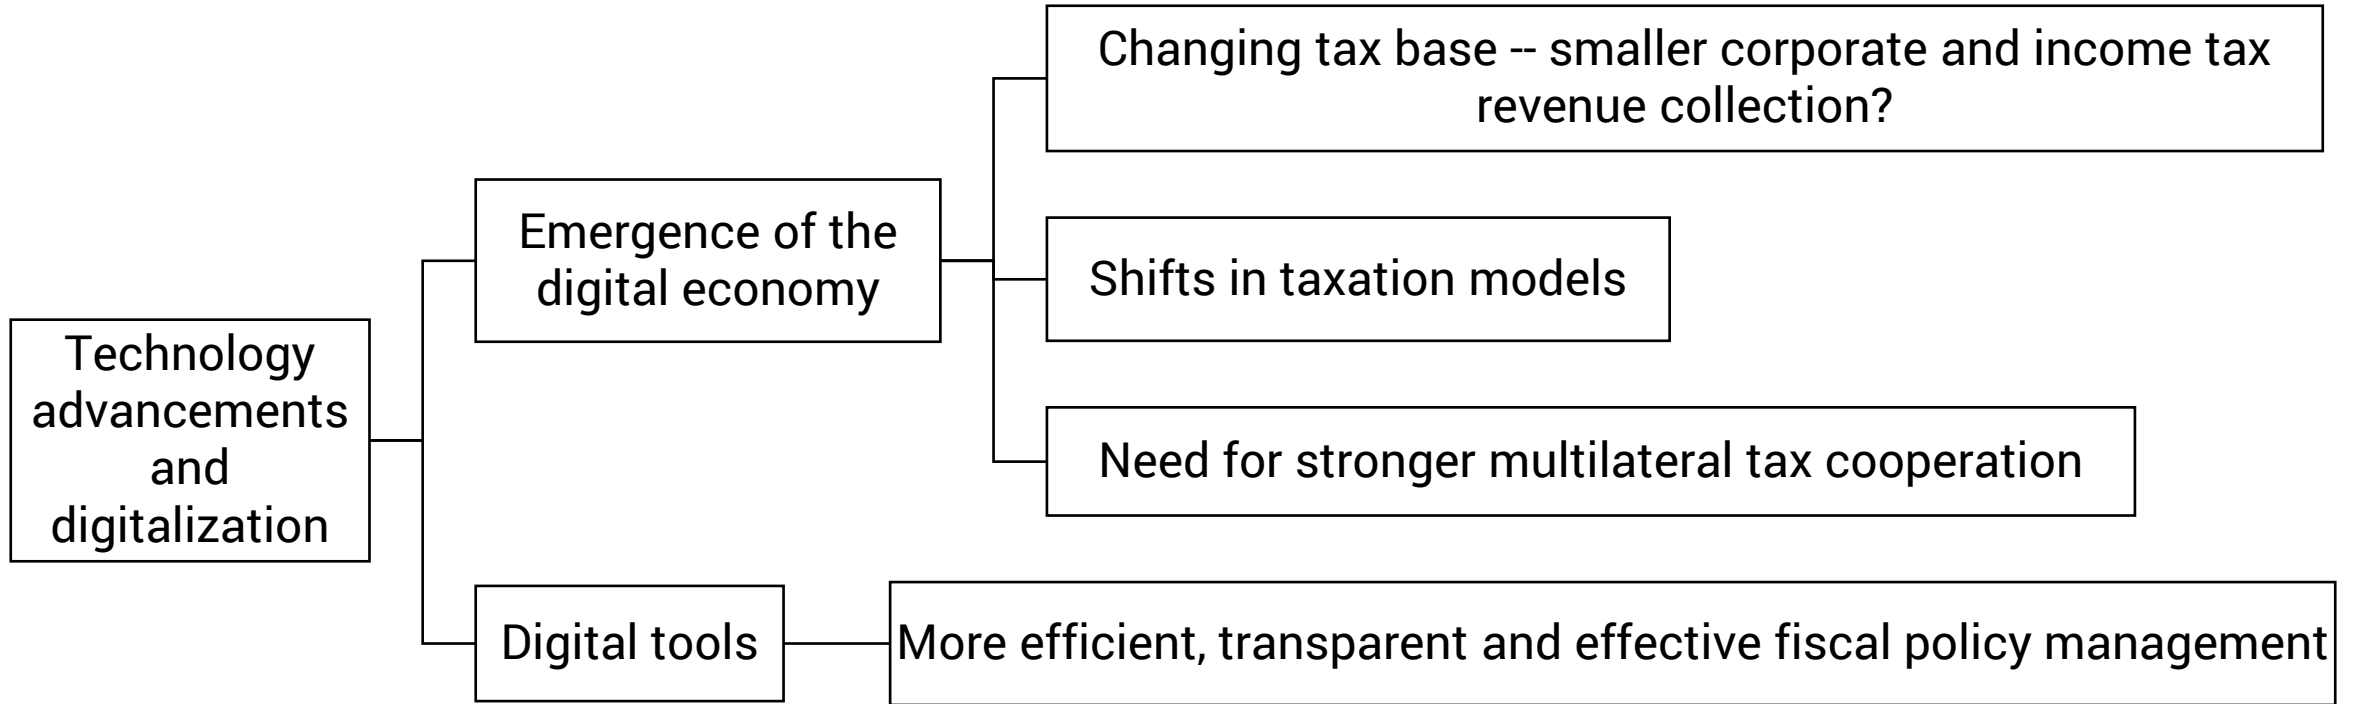 Technology
advancements
and
digitalization
Emergence of the
digital economy
Changing tax base -- smaller corporate and income tax
revenue collection?
Shifts in taxation models
Need for stronger multilateral tax cooperation
Digital tools
More efficient, transparent and effective fiscal policy management